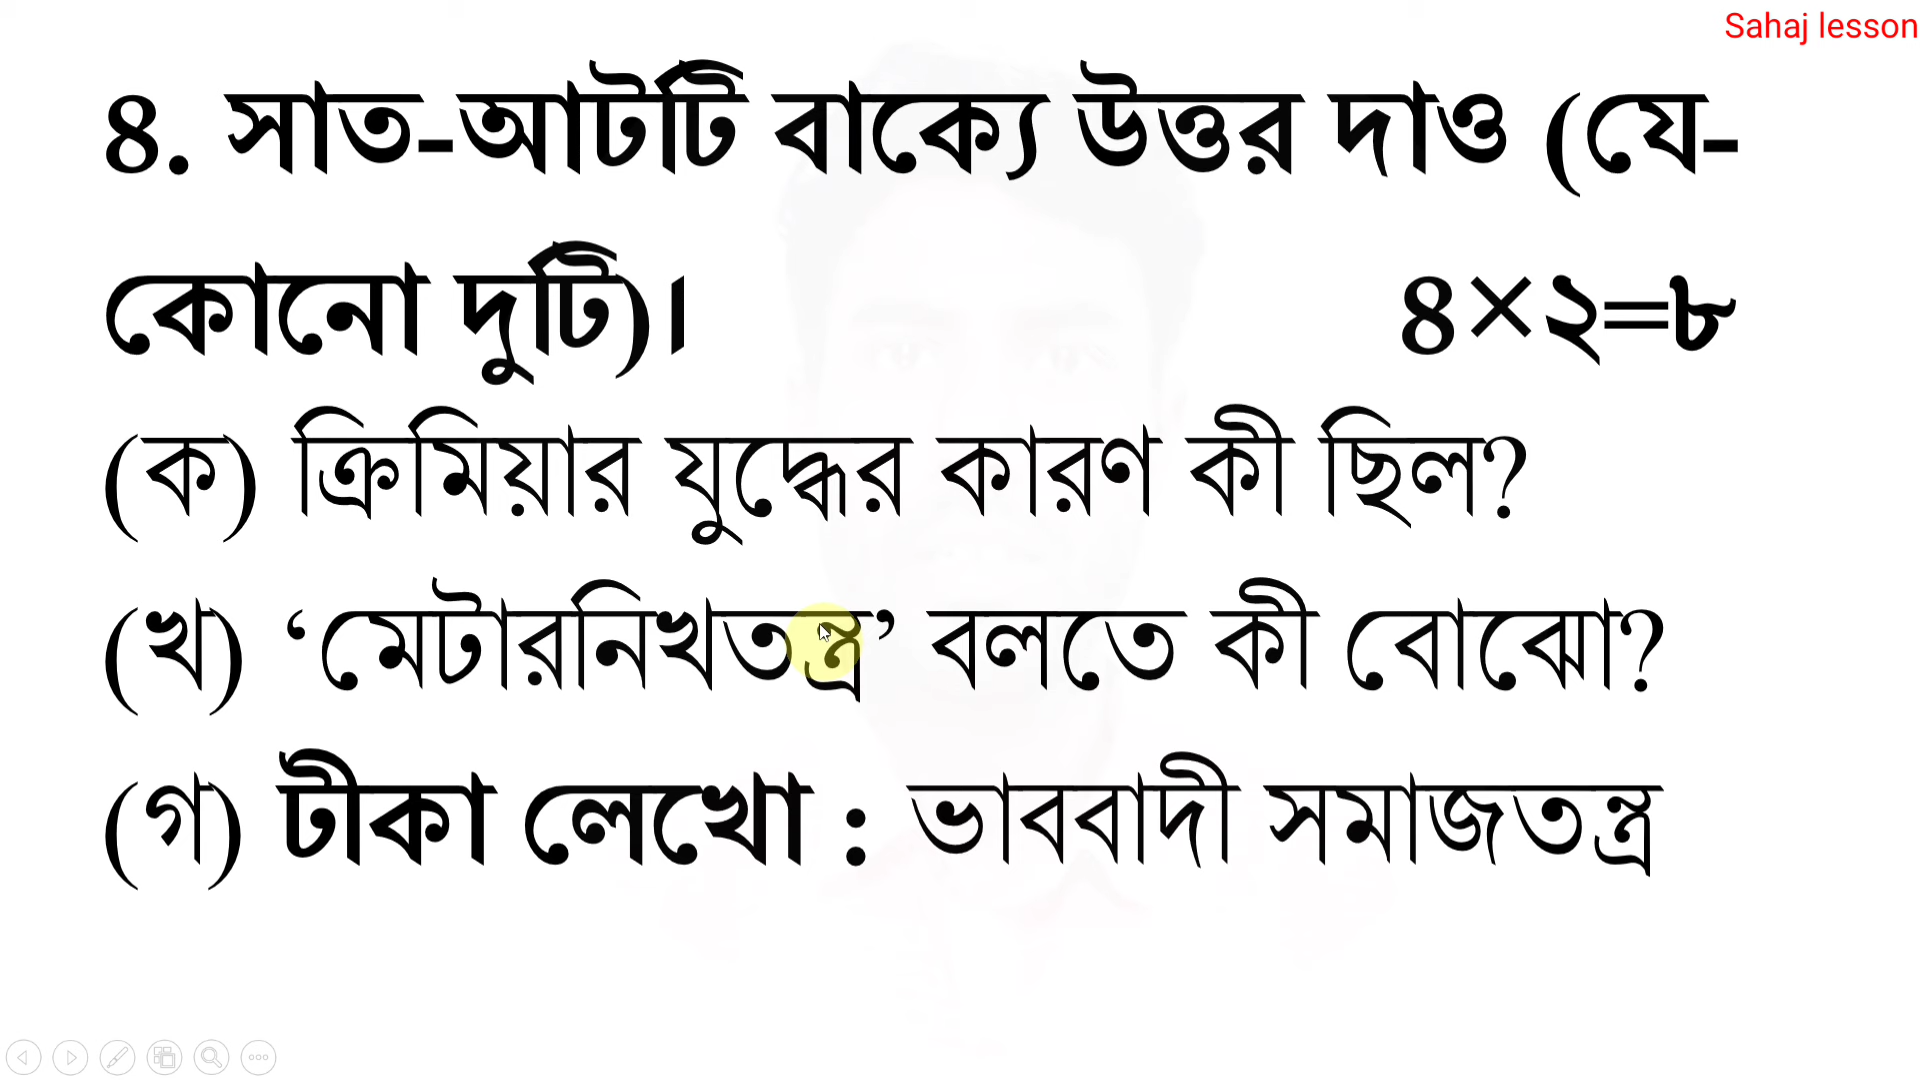 Sahaj lesson
৪. সাত-আটটি বাক্যে উত্তর দাও (যে-
কোনো দুটি)। ৪×২=৮
(ক) ক্রিমিয়ার যুদ্ধের কারণ কী ছিল?
(খ) ‘মেটারনিখতন্ত্র’ বলতে কী বোঝো?
(গ) টীকা লেখো : ভাববাদী সমাজতন্ত্র